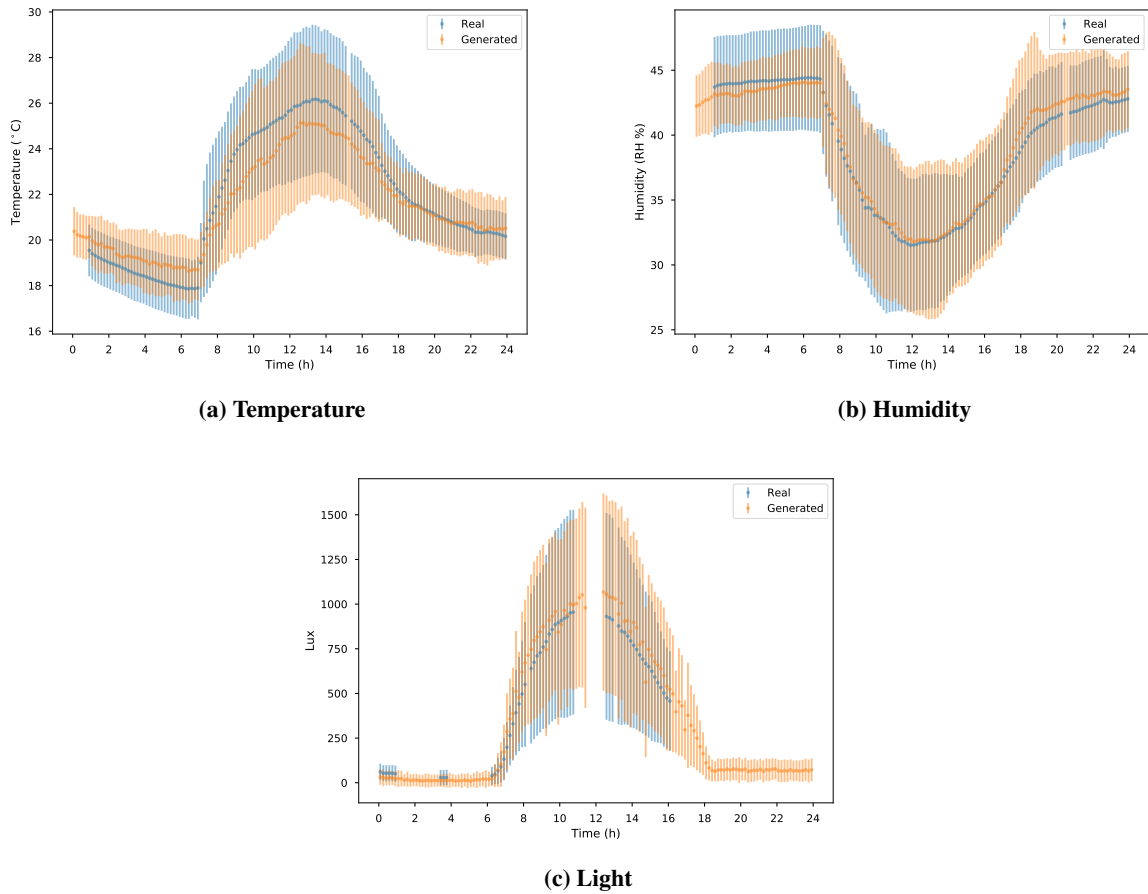 Real
Generated
Temperature (°C)
30
28
26
24
22
20
18
16
0 2 4 6 8 10 12 14 16 18 20 22 24
Time (h)
(a) Temperature
Real
Generated
Humidity (RH %)
45
40
35
30
25
0 2 4 6 8 10 12 14 16 18 20 22 24
Time (h)
(b) Humidity
Real
Generated
Lux
1500
1250
1000
750
500
250
0
0 2 4 6 8 10 12 14 16 18 20 22 24
Time (h)
(c) Light